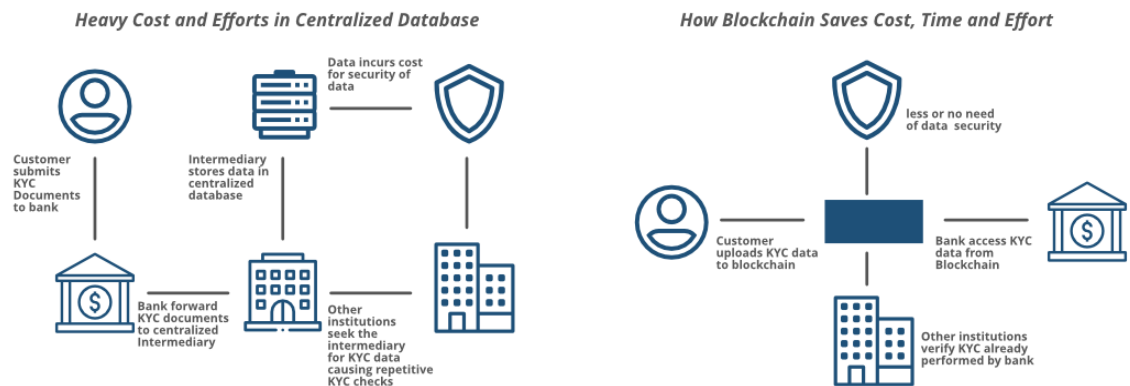 Heavy Cost and Efforts in Centralized Database
Data incurs cost
for security of
data
Customer
submits
KYC
Documents
to bank
Intermediary
stores data in
centralized
database
$
Bank forward
KYC documents
to centralized
Intermediary
Other
institutions
seek the
intermediary
for KYC data
causing repetitive
KYC checks
How Blockchain Saves Cost, Time and Effort
less or no need
of data security
Customer
uploads KYC data
to blockchain
Bank access KYC
data from
Blockchain
$
Other institutions
verify KYC already
performed by bank